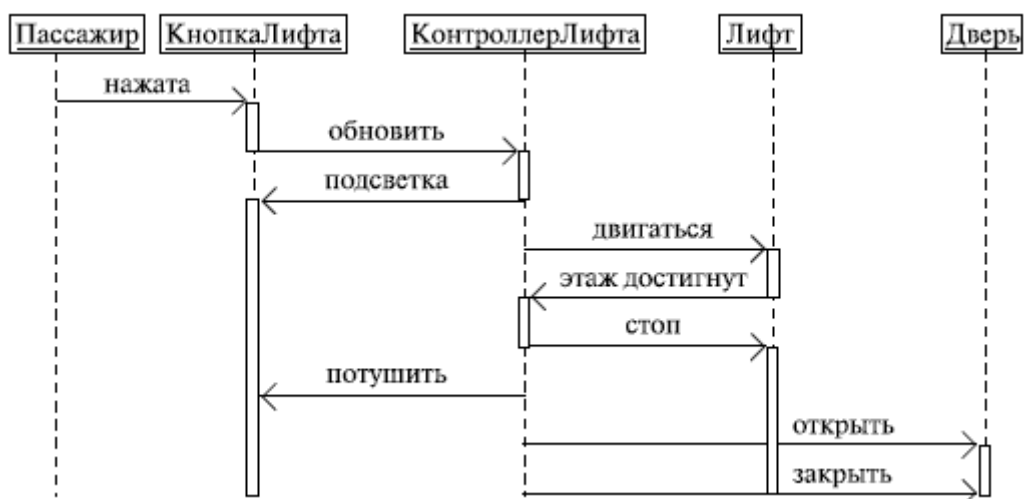 Пассажир КнопкаЛифта КонтроллерЛифта Лифт Дверь
нажата
обновить
подсветка
двигаться
этаж достигнут
стоп
потушить
открыть
закрыть